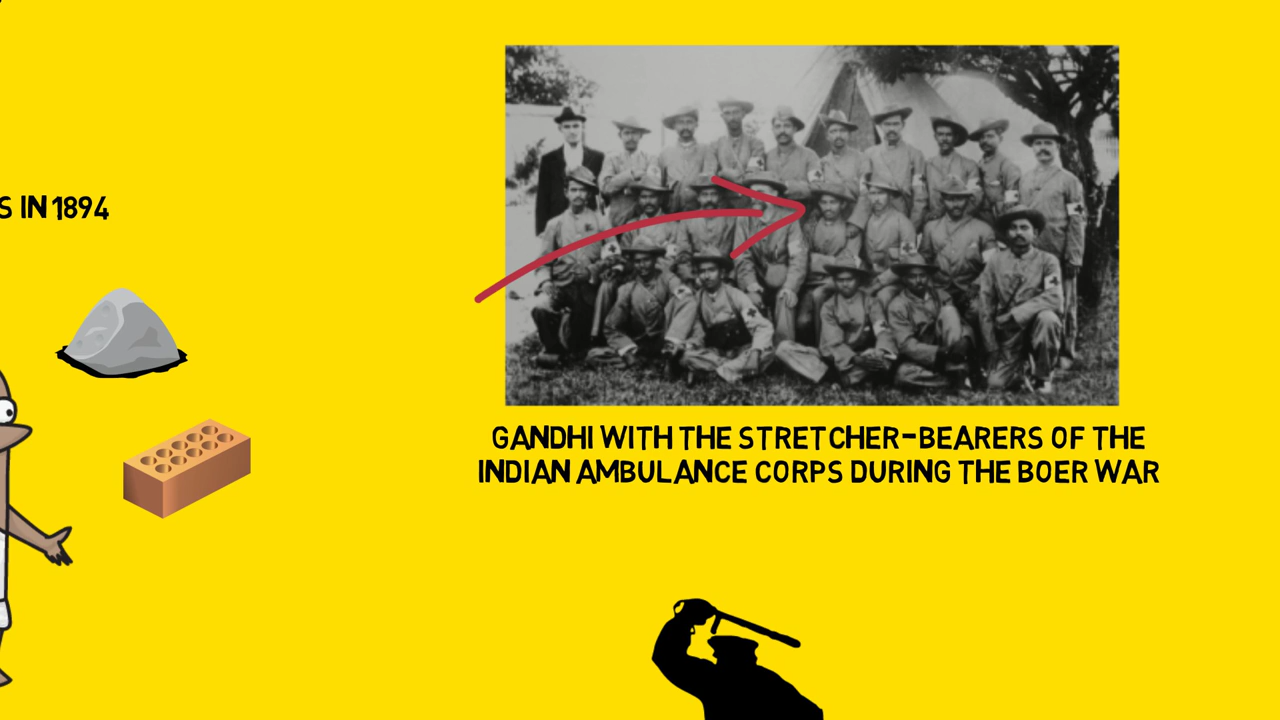 S IN 1894
GANDHI WITH THE STRETCHER-BEARERS OF THE
INDIAN AMBULANCE CORPS DURING THE BOER WAR